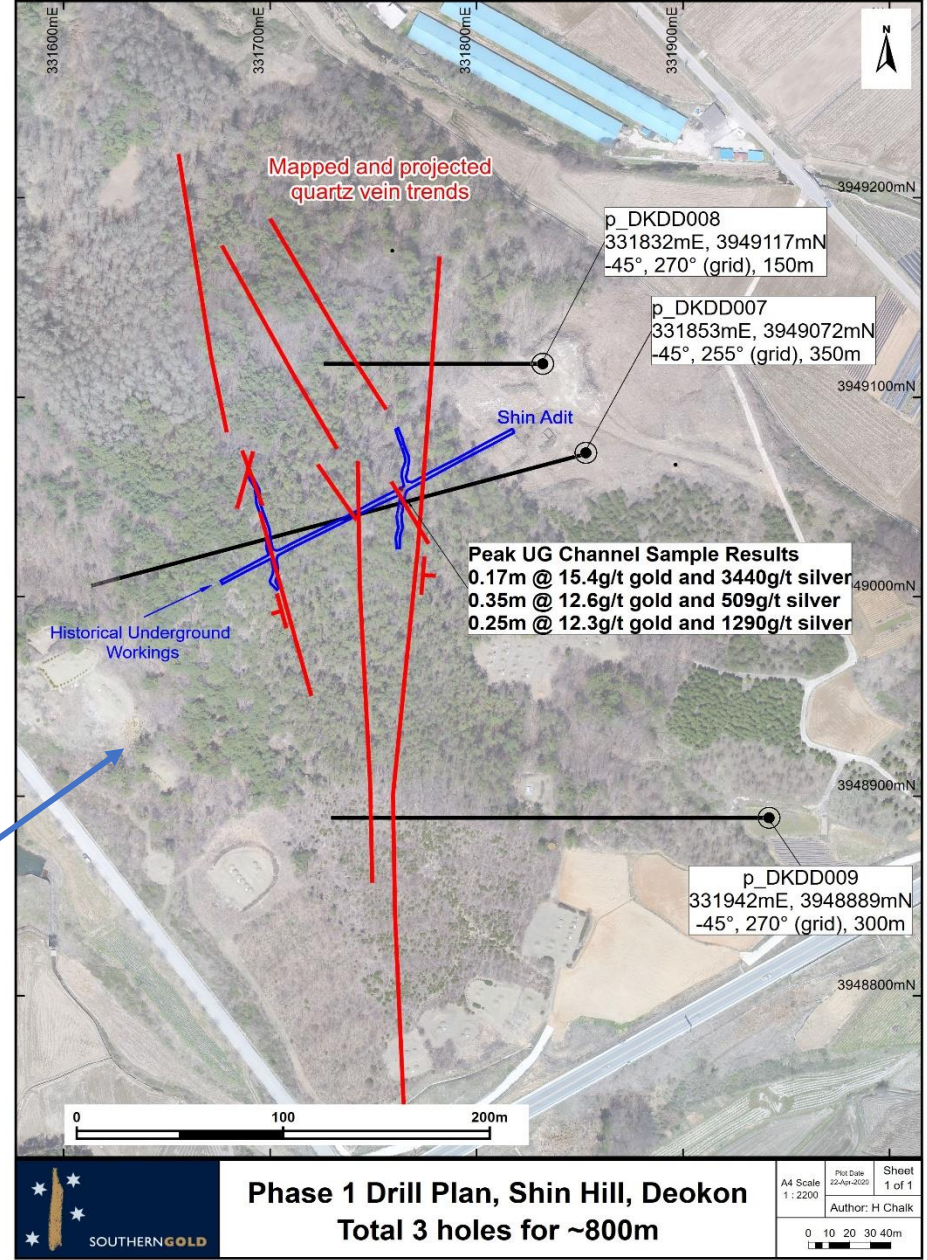 331600mE
331700mE
331800mE
331900mE
N
Mapped and projected
quartz vein trends
3949200mN
p_DKDD008
331832mE, 3949117mN
-45°, 270° (grid), 150m
p_DKDD007
331853mE, 3949072mN
-45°, 255° (grid), 350m
3949100mN
Shin Adit
Peak UG Channel Sample Results
0.17m @ 15.4g/t gold and 3440g/t silver
0.35m @ 12.6g/t gold and 509g/t silver
0.25m @ 12.3g/t gold and 1290g/t silver
49000mN
Historical Underground
Workings
3948900mN
p_DKDD009
331942mE, 3948889mN
-45°, 270° (grid), 300m
3948800mN
0 100 200m
SOUTHERNGOLD
Phase 1 Drill Plan, Shin Hill, Deokon
Total 3 holes for ~800m
A4 Scale
1 : 2200
Plot Date
22-Apr-2020
Sheet
1 of 1
Author: H Chalk
0 10 20 30 40m